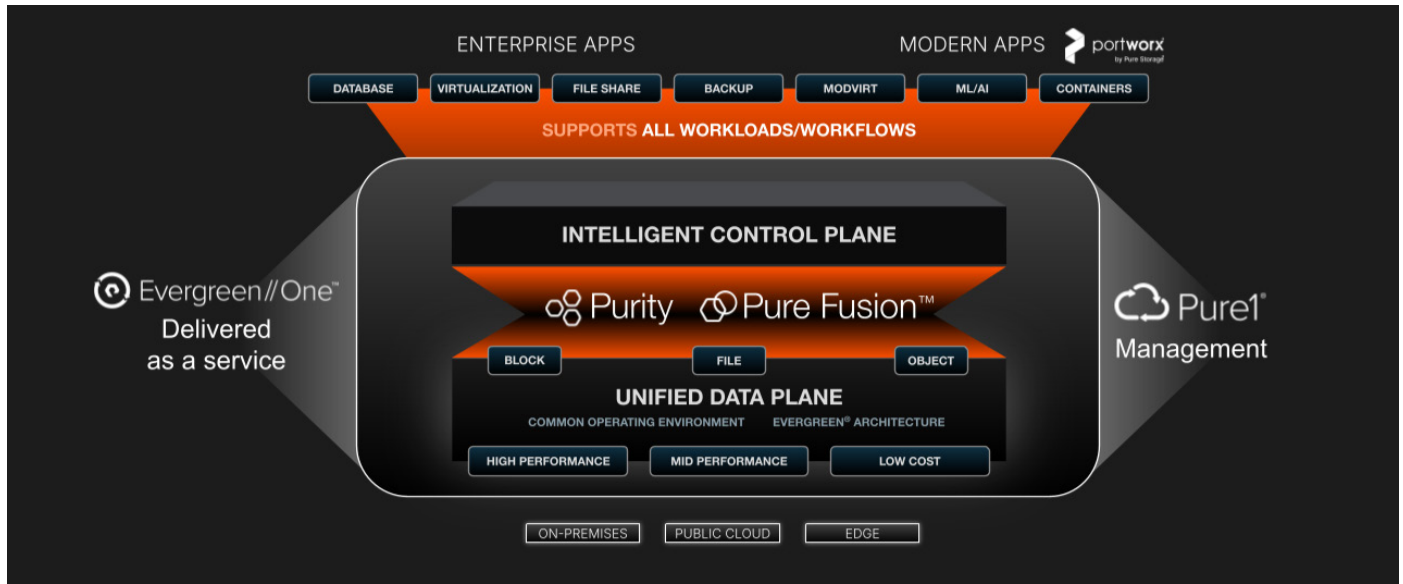 ENTERPRISE APPS
MODERN APPS
portworx
by Pure Storage®
DATABASE
VIRTUALIZATION
FILE SHARE
BACKUP
MODVIRT
ML/AI
CONTAINERS
SUPPORTS ALL WORKLOADS/WORKFLOWS
INTELLIGENT CONTROL PLANE
Evergreen//One™
Delivered
as a service
Purity
Pure Fusion™
Pure1®
Management
BLOCK
FILE
OBJECT
UNIFIED DATA PLANE
COMMON OPERATING ENVIRONMENT
EVERGREEN® ARCHITECTURE
HIGH PERFORMANCE
MID PERFORMANCE
LOW COST
ON-PREMISES
PUBLIC CLOUD
EDGE